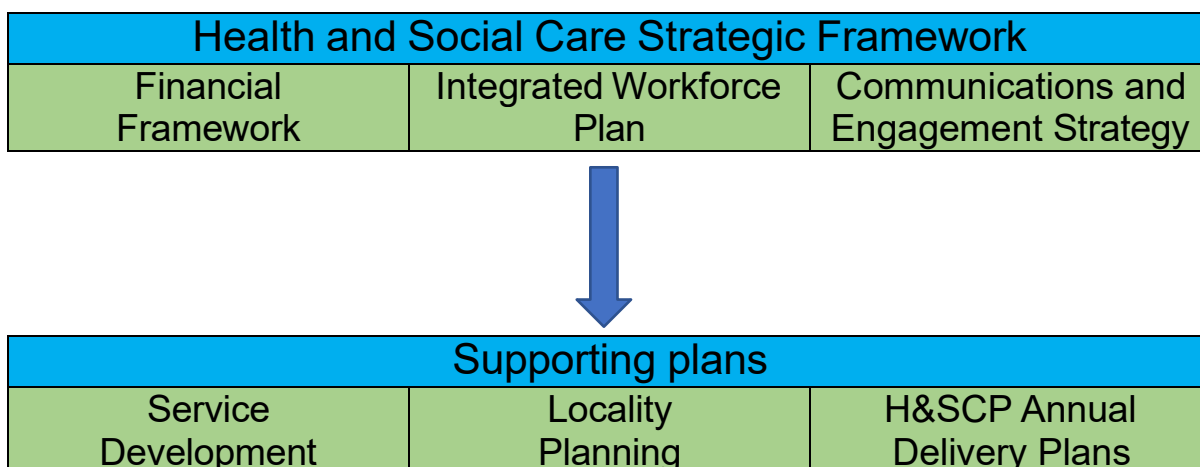 Health and Social Care Strategic Framework
Financial Framework
Integrated Workforce Plan
Communications and Engagement Strategy
Supporting plans
Service Development
Locality Planning
H&SCP Annual Delivery Plans